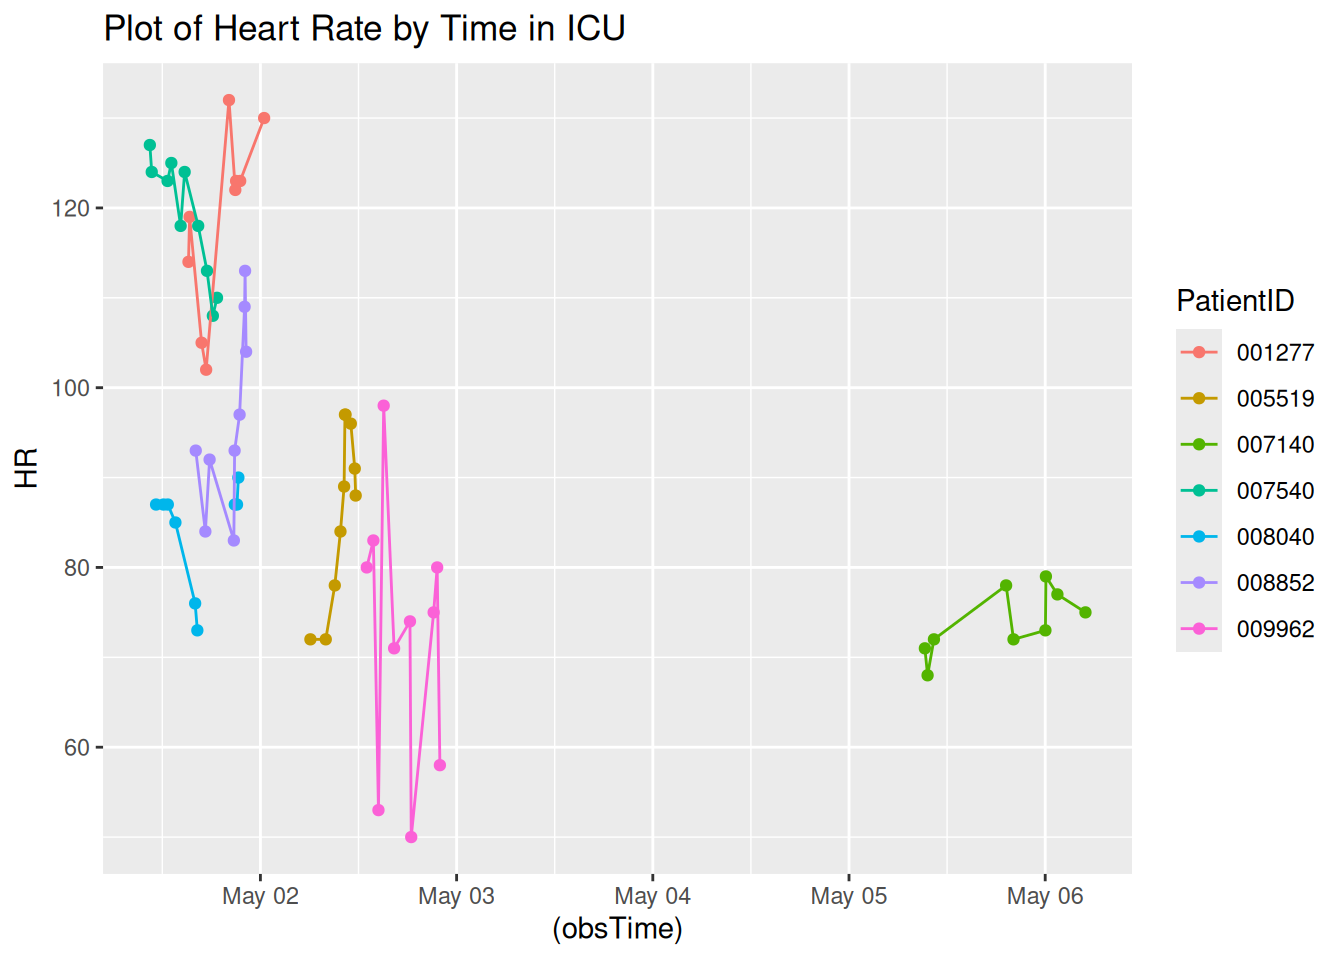 Plot of Heart Rate by Time in ICU
HR
120
100
80
60
May 02
May 03
May 04
May 05
May 06
(obsTime)
PatientID
001277
005519
007140
007540
008040
008852
009962